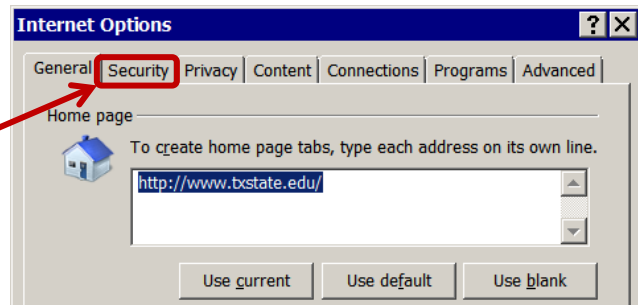 Internet Options ? X
General Security Privacy Content Connections Programs Advanced
Home page
To create home page tabs, type each address on its own line.
http://www.txstate.edu/
Use current Use default Use blank